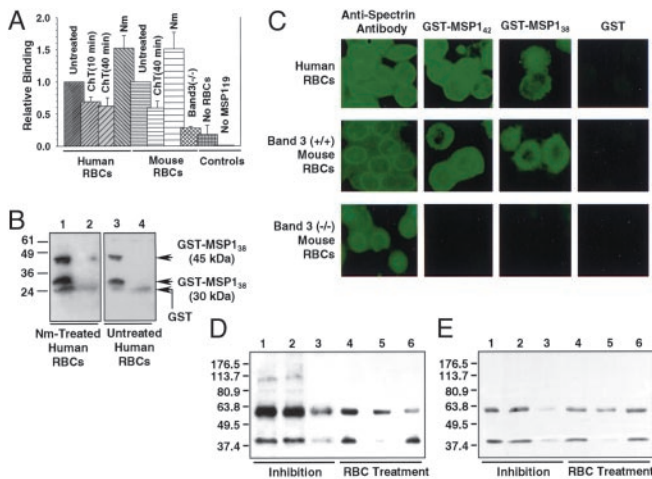 A
Relative Binding
2.0
1.5
1.0
0.5
0.0
Untreated
ChT(10 min)
ChT(40 min)
Nm
Untreated
ChT(40 min)
Nm
Band3(-/-)
No RBCs
No MSP119
Human
RBCs
Mouse
RBCs
Controls
B
1 2 3 4
61
49
36
24
GST-MSP1₃₈
(45 kDa)
GST-MSP1₃₈
(30 kDa)
GST
Nm-Treated
Human
RBCs
Untreated
Human
RBCs
C
Anti-Spectrin
Antibody
GST-MSP1₄₂
GST-MSP1₃₈
GST
Human
RBCs
Band 3 (+/+)
Mouse
RBCs
Band 3 (-/-)
Mouse
RBCs
D
1 2 3 4 5 6
176.5
113.7
80.9
63.8
49.5
37.4
Inhibition
RBC Treatment
E
1 2 3 4 5 6
176.5
113.7
80.9
63.8
49.5
37.4
Inhibition
RBC Treatment